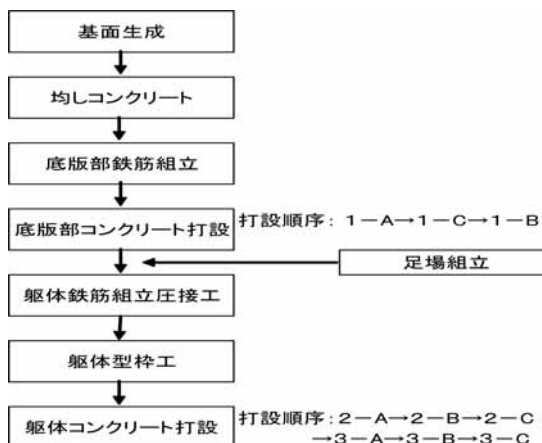 基面生成
均しコンクリート
底版部鉄筋組立
底版部コンクリート打設
打設順序：１－Ａ→１－Ｃ→１－Ｂ
足場組立
躯体鉄筋組立圧接工
躯体型枠工
躯体コンクリート打設
打設順序：２－Ａ→２－Ｂ→２－Ｃ
→３－Ａ→３－Ｂ→３－Ｃ